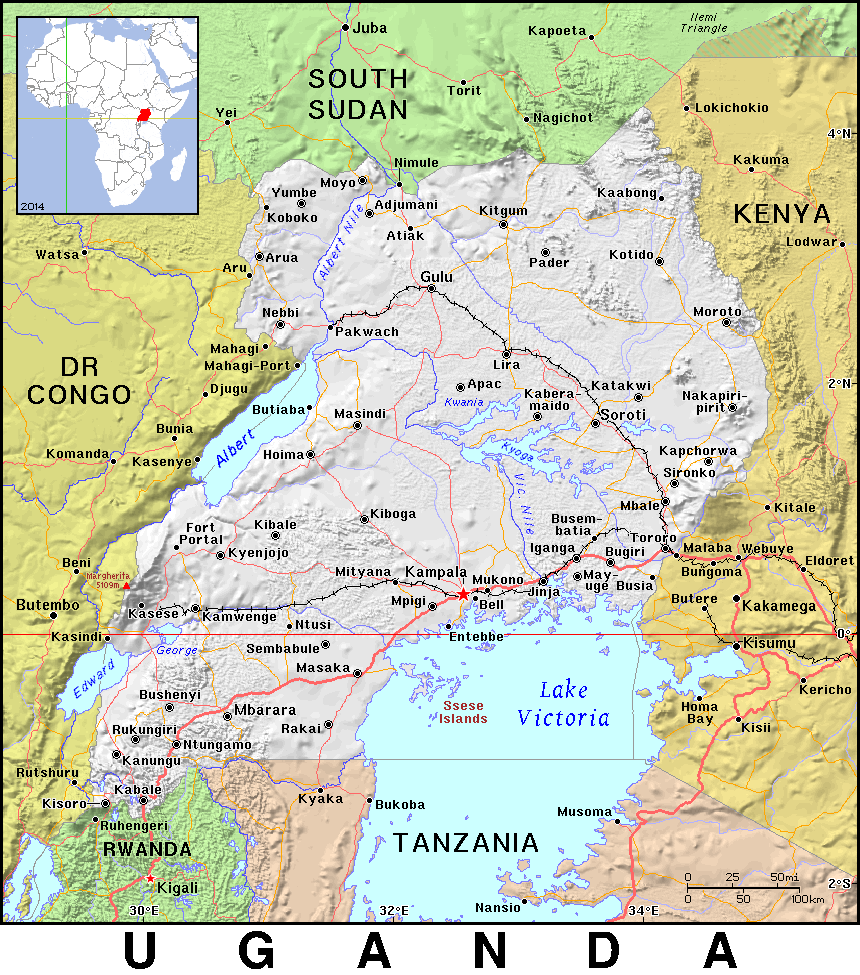 2014
Juba
Kapoeta
Ilemi
Triangle
SOUTH
SUDAN
Torit
Yei
Nagichot
Lokichokio
4°N
Nimule
Kakuma
Moyo
Yumbe
Koboko
Adjumani
Kaabong
Kitgum
KENYA
Albert Nile
Atiak
Lodwar
Watsa
Aru
Arua
Pader
Kotido
Gulu
Nebbi
Moroto
Pakwach
Mahagi
Mahagi-Port
Lira
DR
CONGO
Djugu
Apac
Katakwi
2°N
Kwania
Kabera-
maido
Nakapiri-
pirit
Butiaba
Masindi
Soroti
Bunia
Albert
Kyoga
Komanda
Kasenye
Hoima
Kapchorwa
Sironko
Vic. Nile
Mbale
Kitale
Kiboga
Busem-
batia
Fort
Portal
Kibale
Kyenjojo
Tororo
Iganga
Bugiri
Malaba
Webuye
Eldoret
Beni
Margherita
5109m
Mityana
Kampala
Mukono
Jinja
May-
uge
Busia
Bungoma
Butembo
Kasese
Kamwenge
Mpigi
Bell
Butere
Kakamega
Ntusi
Entebbe
Kasindi
0°
George
Sembabule
Kisumu
Edward
Masaka
Kericho
Bushenyi
Lake
Victoria
Ssese
Islands
Mbarara
Homa
Bay
Rukungiri
Rakai
Kisii
Ntungamo
Kanungu
Rutshuru
Kabale
Kisoro
Kyaka
Bukoba
Musoma
Ruhengeri
RWANDA
TANZANIA
Kigali
0 25 50mi
0 50 100km
2°S
30°E
32°E
Nansio
34°E
U G A N D A